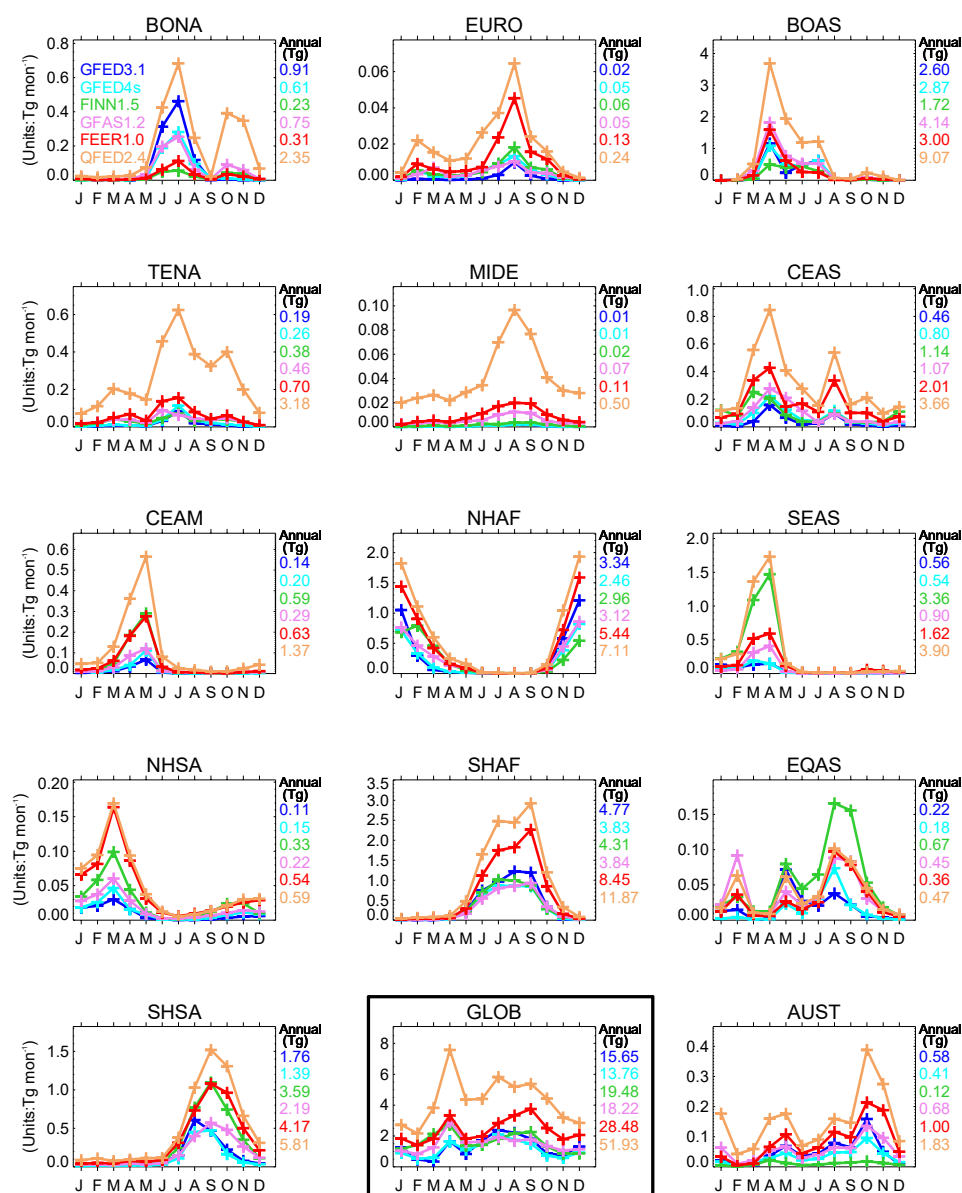 BONA
Annual
(Tg)
(Units:Tg mon⁻¹)
0.8
0.6
0.4
0.2
0.0
GFED3.1 0.91
GFED4s 0.61
FINN1.5 0.23
GFAS1.2 0.75
FEER1.0 0.31
QFED2.4 2.35
J F M A M J J A S O N D
EURO
Annual
(Tg)
0.06
0.04
0.02
0.00
0.02
0.05
0.06
0.05
0.13
0.24
J F M A M J J A S O N D
BOAS
Annual
(Tg)
4
3
2
1
0
2.60
2.87
1.72
4.14
3.00
9.07
J F M A M J J A S O N D
TENA
Annual
(Tg)
(Units:Tg mon⁻¹)
0.6
0.4
0.2
0.0
0.19
0.26
0.38
0.46
0.70
3.18
J F M A M J J A S O N D
MIDE
Annual
(Tg)
0.10
0.08
0.06
0.04
0.02
0.00
0.01
0.01
0.02
0.07
0.11
0.50
J F M A M J J A S O N D
CEAS
Annual
(Tg)
1.0
0.8
0.6
0.4
0.2
0.0
0.46
0.80
1.14
1.07
2.01
3.66
J F M A M J J A S O N D
CEAM
Annual
(Tg)
(Units:Tg mon⁻¹)
0.6
0.5
0.4
0.3
0.2
0.1
0.0
0.14
0.20
0.59
0.29
0.63
1.37
J F M A M J J A S O N D
NHAF
Annual
(Tg)
2.0
1.5
1.0
0.5
0.0
3.34
2.46
2.96
3.12
5.44
7.11
J F M A M J J A S O N D
SEAS
Annual
(Tg)
2.0
1.5
1.0
0.5
0.0
0.56
0.54
3.36
0.90
1.62
3.90
J F M A M J J A S O N D
NHSA
Annual
(Tg)
(Units:Tg mon⁻¹)
0.20
0.15
0.10
0.05
0.00
0.11
0.15
0.33
0.22
0.54
0.59
J F M A M J J A S O N D
SHAF
Annual
(Tg)
3.5
3.0
2.5
2.0
1.5
1.0
0.5
0.0
4.77
3.83
4.31
3.84
8.45
11.87
J F M A M J J A S O N D
EQAS
Annual
(Tg)
0.15
0.10
0.05
0.00
0.22
0.18
0.67
0.45
0.36
0.47
J F M A M J J A S O N D
SHSA
Annual
(Tg)
(Units:Tg mon⁻¹)
1.5
1.0
0.5
0.0
1.76
1.39
3.59
2.19
4.17
5.81
J F M A M J J A S O N D
GLOB
Annual
(Tg)
8
6
4
2
0
15.65
13.76
19.48
18.22
28.48
51.93
J F M A M J J A S O N D
AUST
Annual
(Tg)
0.4
0.3
0.2
0.1
0.0
0.58
0.41
0.12
0.68
1.00
1.83
J F M A M J J A S O N D